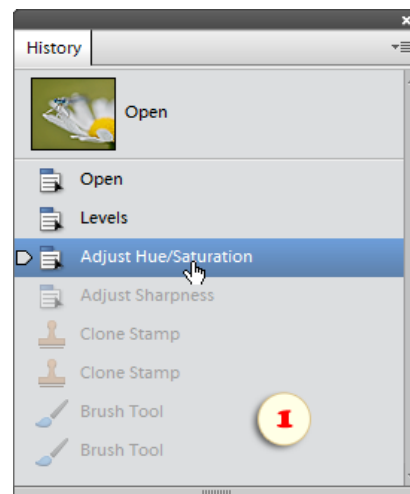 History
Open
Open
Levels
Adjust Hue/Saturation
Adjust Sharpness
Clone Stamp
Clone Stamp
Brush Tool
Brush Tool
1